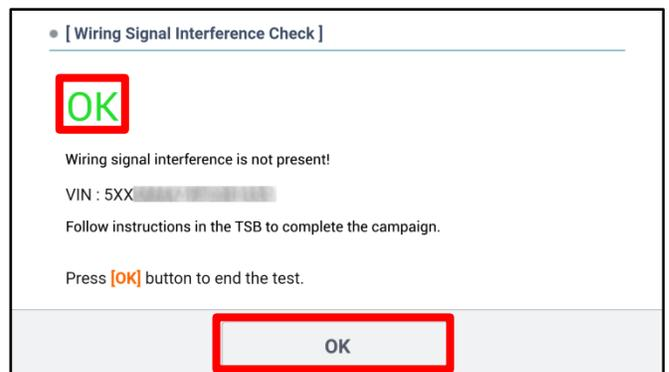 [ Wiring Signal Interference Check ]
OK
Wiring signal interference is not present!
VIN : 5XX
Follow instructions in the TSB to complete the campaign.
Press [OK] button to end the test.
OK